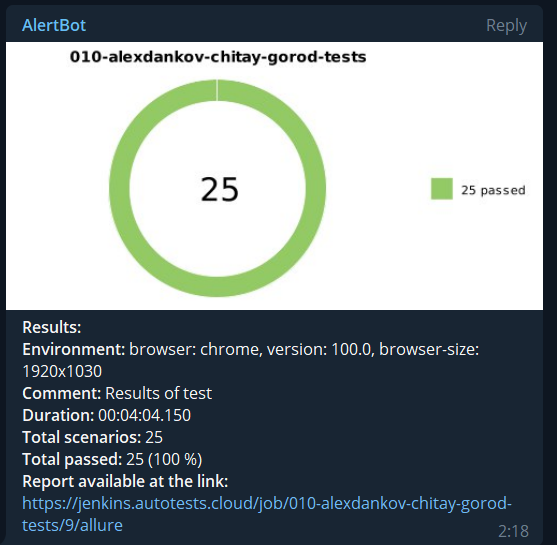 AlertBot Reply
010-alexdankov-chitay-gorod-tests
25
25 passed
Results:
Environment: browser: chrome, version: 100.0, browser-size:
1920x1030
Comment: Results of test
Duration: 00:04:04.150
Total scenarios: 25
Total passed: 25 (100 %)
Report available at the link:
https://jenkins.autotests.cloud/job/010-alexdankov-chitay-gorod-
tests/9/allure
2:18